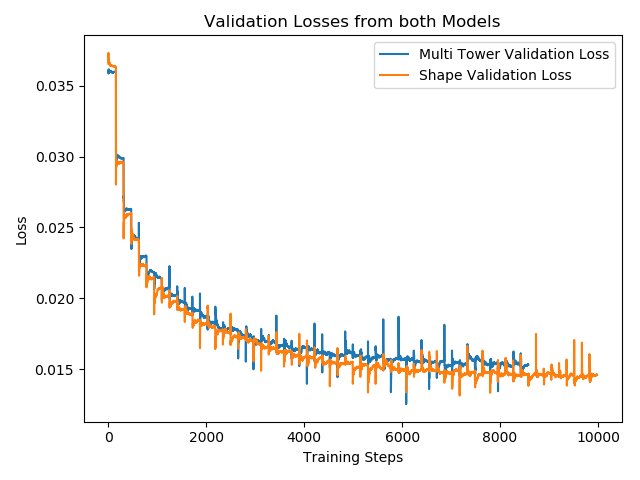 Validation Losses from both Models
Multi Tower Validation Loss
Shape Validation Loss
0.035
0.030
0.025
0.020
0.015
Loss
0
2000
4000
6000
8000
10000
Training Steps